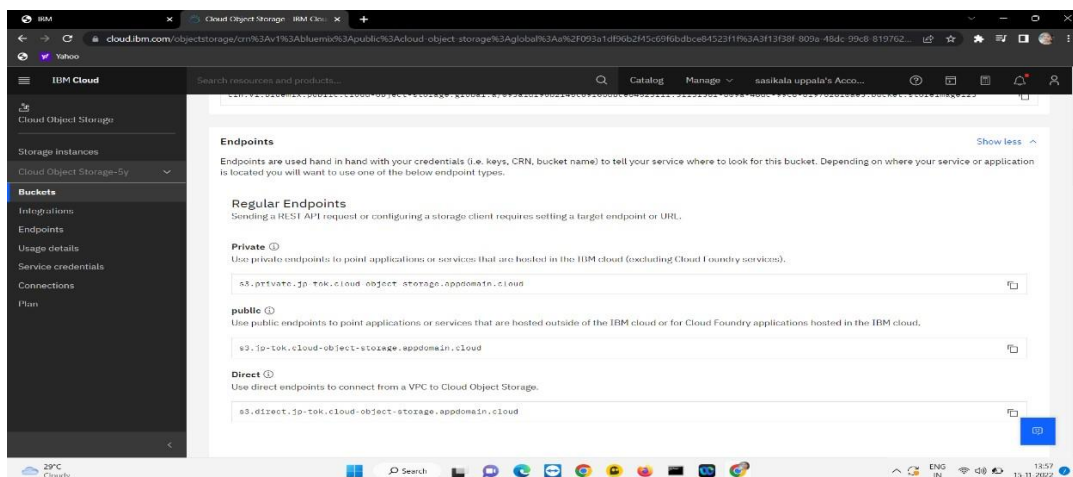 IBM
Cloud Object Storage - IBM Clou
cloud.ibm.com/objectstorage/crn%3Av1%3Abluemix%3Apublic%3Acloud-object-storage%3Aglobal%3Aa%2F093a1df96b2f45c69f6bdbce84523f1f%3A3f13f38f-809a-48dc-99c8-819762...
Yahoo
IBM Cloud
Search resources and products...
Catalog
Manage
sasikala uppala's Acco...
Cloud Object Storage
Storage instances
Cloud Object Storage-5y
Buckets
Integrations
Endpoints
Usage details
Service credentials
Connections
Plan
Endpoints
Show less
Endpoints are used hand in hand with your credentials (i.e. keys, CRN, bucket name) to tell your service where to look for this bucket. Depending on where your service or application
is located you will want to use one of the below endpoint types.
Regular Endpoints
Sending a REST API request or configuring a storage client requires setting a target endpoint or URL.
Private
Use private endpoints to point applications or services that are hosted in the IBM cloud (excluding Cloud Foundry services).
s3.private.jp-tok.cloud-object-storage.appdomain.cloud
public
Use public endpoints to point applications or services that are hosted outside of the IBM cloud or for Cloud Foundry applications hosted in the IBM cloud.
s3.jp-tok.cloud-object-storage.appdomain.cloud
Direct
Use direct endpoints to connect from a VPC to Cloud Object Storage.
s3.direct.jp-tok.cloud-object-storage.appdomain.cloud
29°C
Cloudy
Search
ENG
IN
13:57
15-11-2022